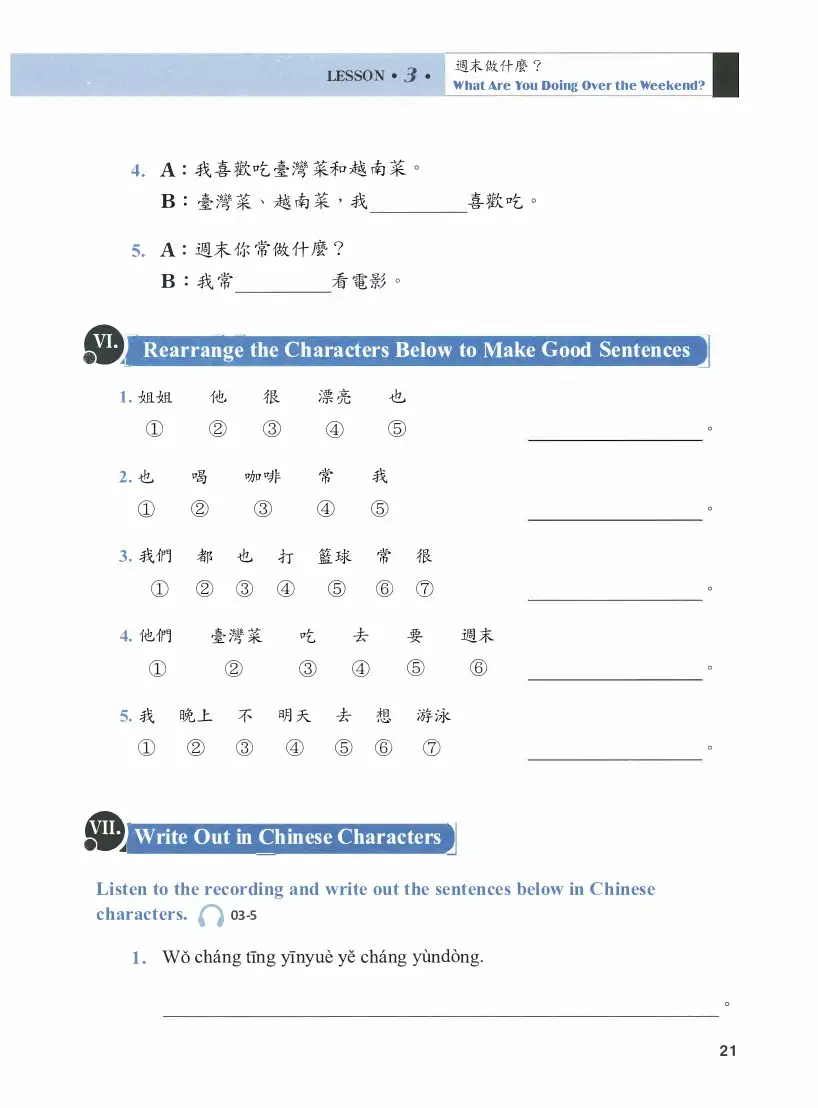 LESSON • 3 •
週末做什麼？
What Are You Doing Over the Weekend?
4. A：我喜歡吃臺灣菜和越南菜。
B：臺灣菜、越南菜，我__________喜歡吃。
5. A：週末你常做什麼？
B：我常__________看電影。
VI. Rearrange the Characters Below to Make Good Sentences
1. 姐姐 他 很 漂亮 也
① ② ③ ④ ⑤ __________。
2. 也 喝 咖啡 常 我
① ② ③ ④ ⑤ __________。
3. 我們 都 也 打 籃球 常 很
① ② ③ ④ ⑤ ⑥ ⑦ __________。
4. 他們 臺灣菜 吃 去 要 週末
① ② ③ ④ ⑤ ⑥ __________。
5. 我 晚上 不 明天 去 想 游泳
① ② ③ ④ ⑤ ⑥ ⑦ __________。
VII. Write Out in Chinese Characters
Listen to the recording and write out the sentences below in Chinese
characters. 03-5
1. Wǒ cháng tīng yīnyuè yě cháng yùndòng.
__________。
21